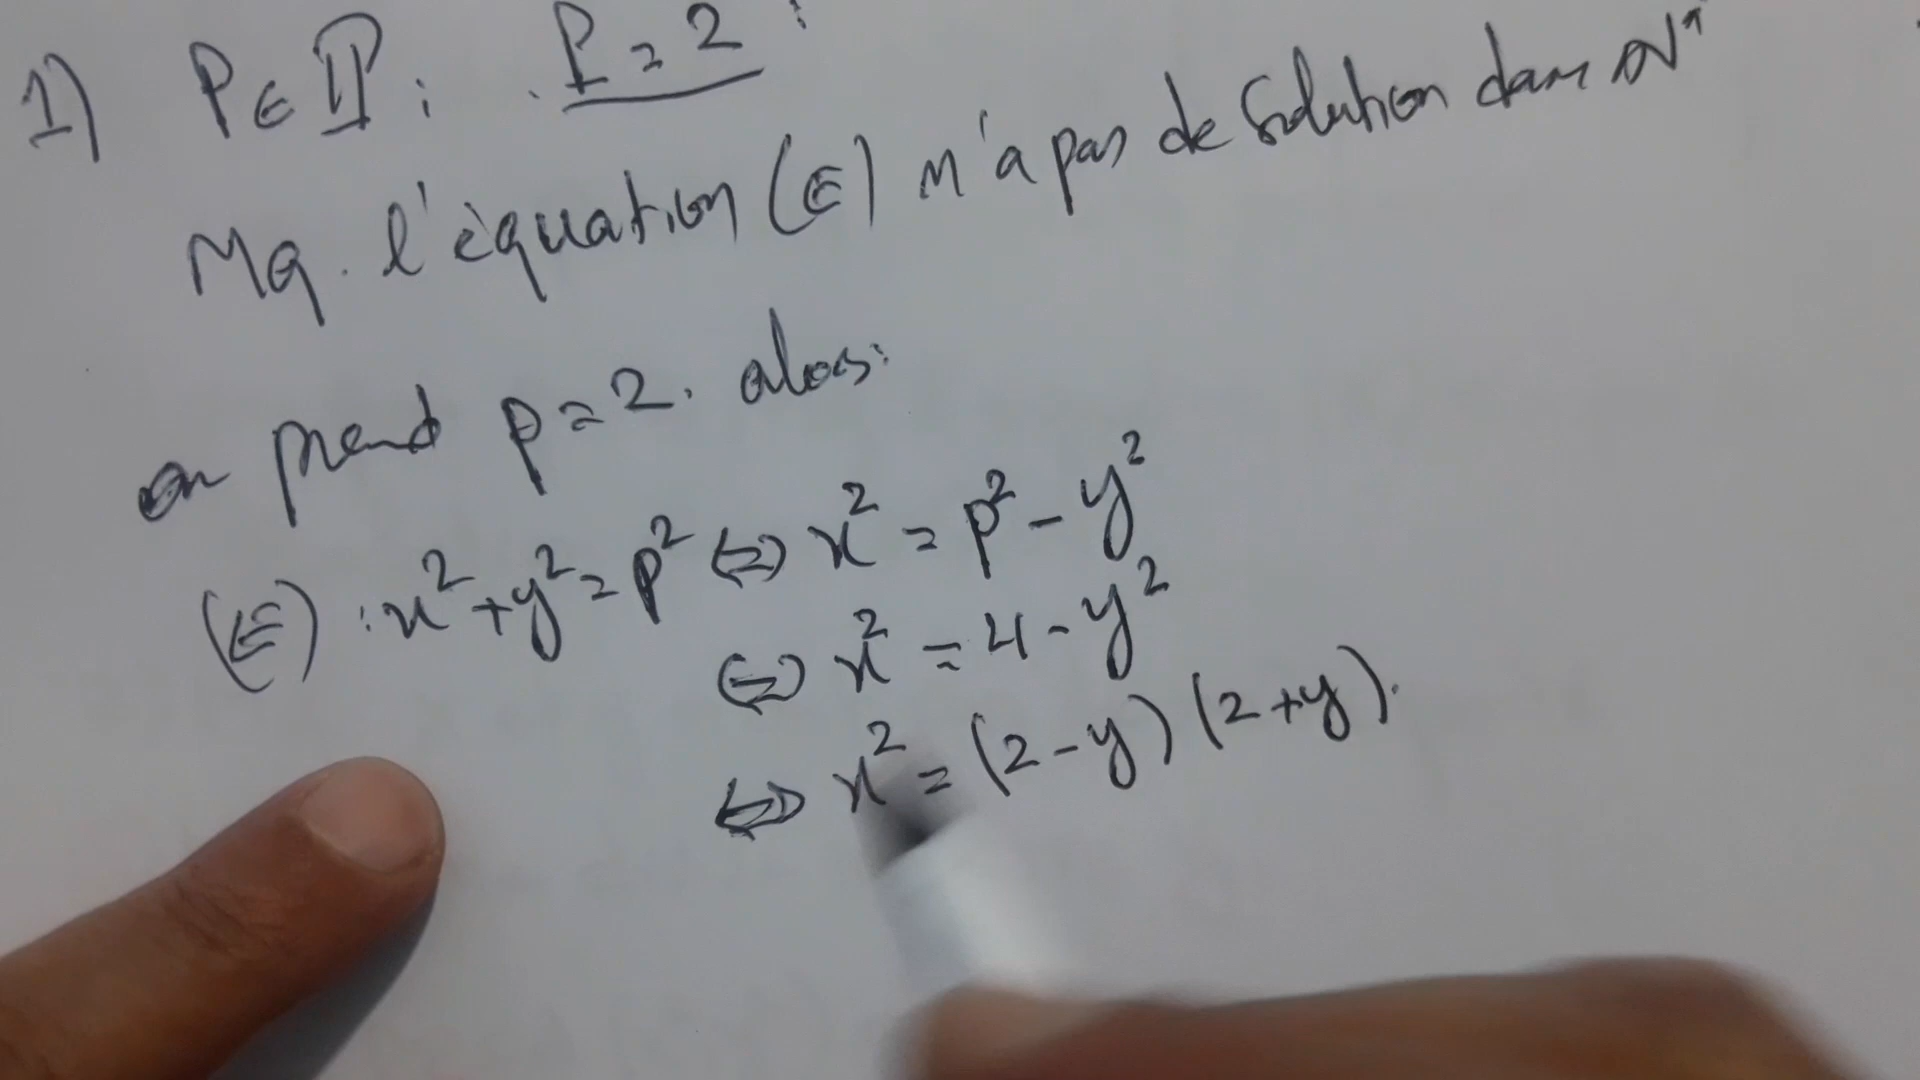 1) P ∈ ℙ : . P = 2 :
Mq. l'équation (E) n'a pas de solution dans ℕ*
on prend p = 2. alors:
(E) : x² + y² = p² ⇔ x² = p² - y²
⇔ x² = 4 - y²
⇔ x² = (2 - y) (2 + y).